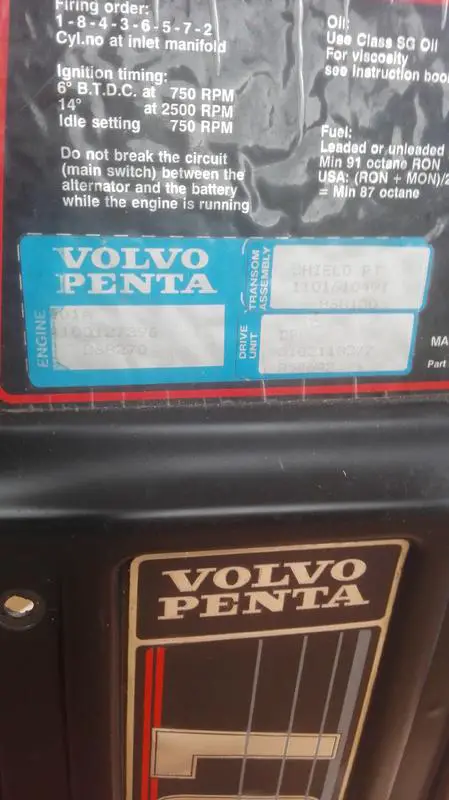 Firing order:
1-8-4-3-6-5-7-2
Cyl.no at inlet manifold
Ignition timing:
6° B.T.D.C. at 750 RPM
14° at 2500 RPM
Idle setting 750 RPM
Do not break the circuit
(main switch) between the
alternator and the battery
while the engine is running
Oil:
Use Class SG Oil
For viscosity
see Instruction boo
Fuel:
Leaded or unleaded
Min 91 octane RON
USA: (RON + MON)/2
= Min 87 octane
VOLVO
PENTA
ENGINE
TRANSOM
ASSEMBLY
SHIELD
DRIVE
UNIT
MA
Part
VOLVO
PENTA